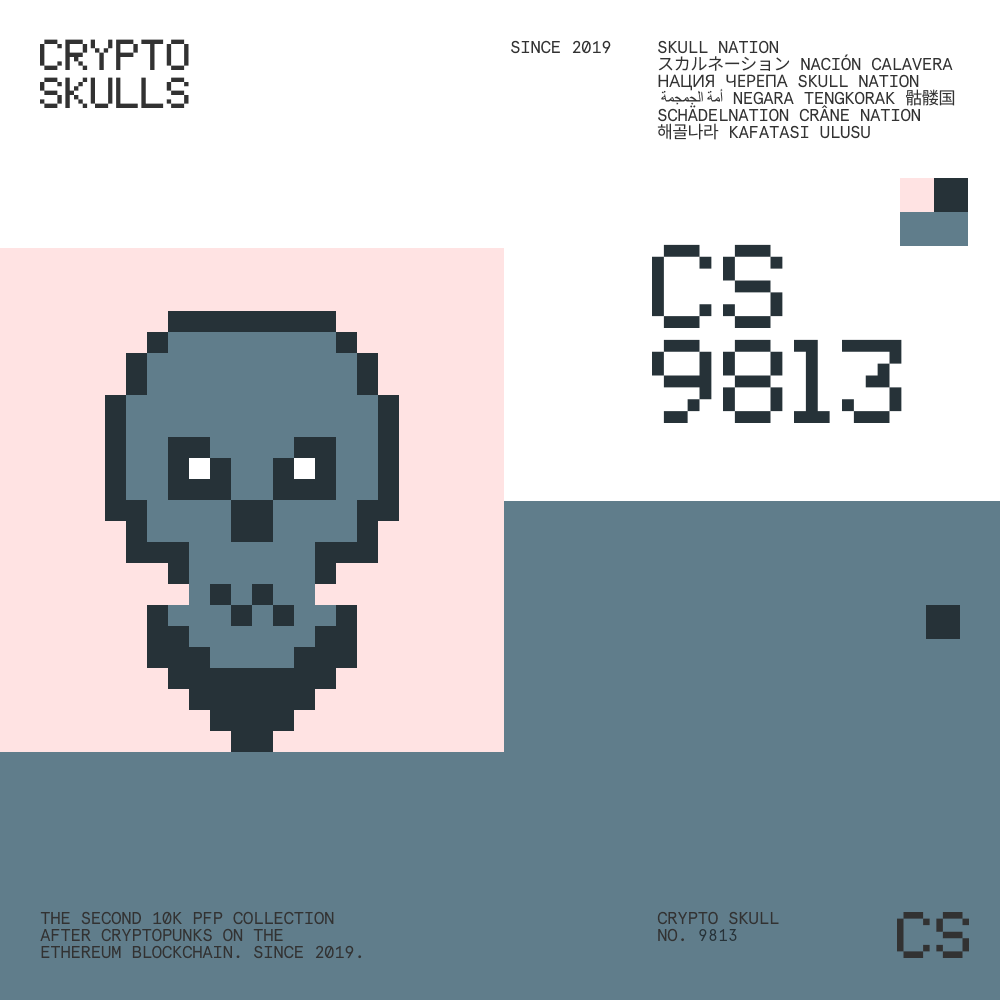 CRYPTO
SKULLS
SINCE 2019
SKULL NATION
スカルネーション NACIÓN CALAVERA
НАЦИЯ ЧЕРЕПА SKULL NATION
أمة الجمجمة NEGARA TENGKORAK 骷髅国
SCHÄDELNATION CRÂNE NATION
해골나라 KAFATASI ULUSU
CS
9813
THE SECOND 10K PFP COLLECTION
AFTER CRYPTOPUNKS ON THE
ETHEREUM BLOCKCHAIN. SINCE 2019.
CRYPTO SKULL
NO. 9813
CS